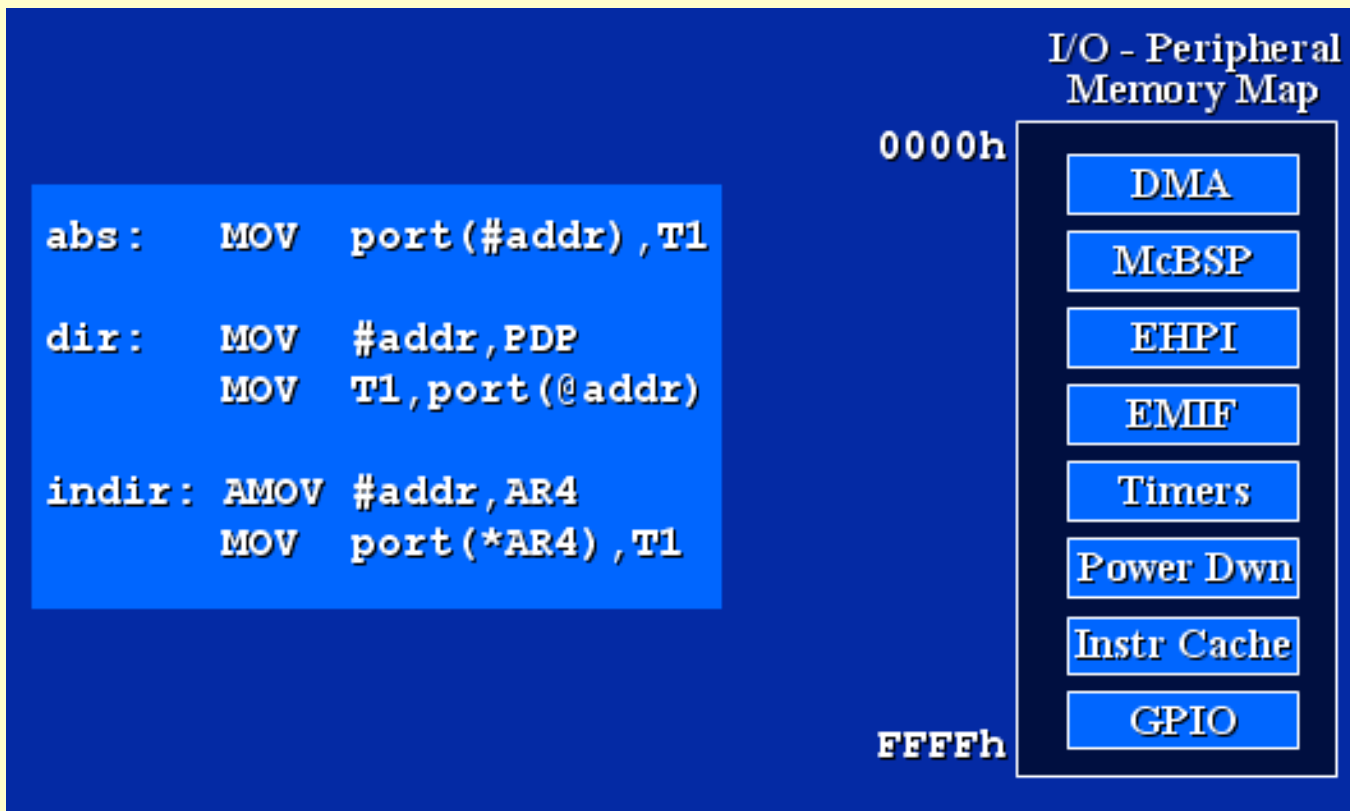 I/O - Peripheral
Memory Map
0000h
abs: MOV port(#addr),T1
dir: MOV #addr,PDP
MOV T1,port(@addr)
indir: AMOV #addr,AR4
MOV port(*AR4),T1
DMA
McBSP
EHPI
EMIF
Timers
Power Dwn
Instr Cache
GPIO
FFFFh